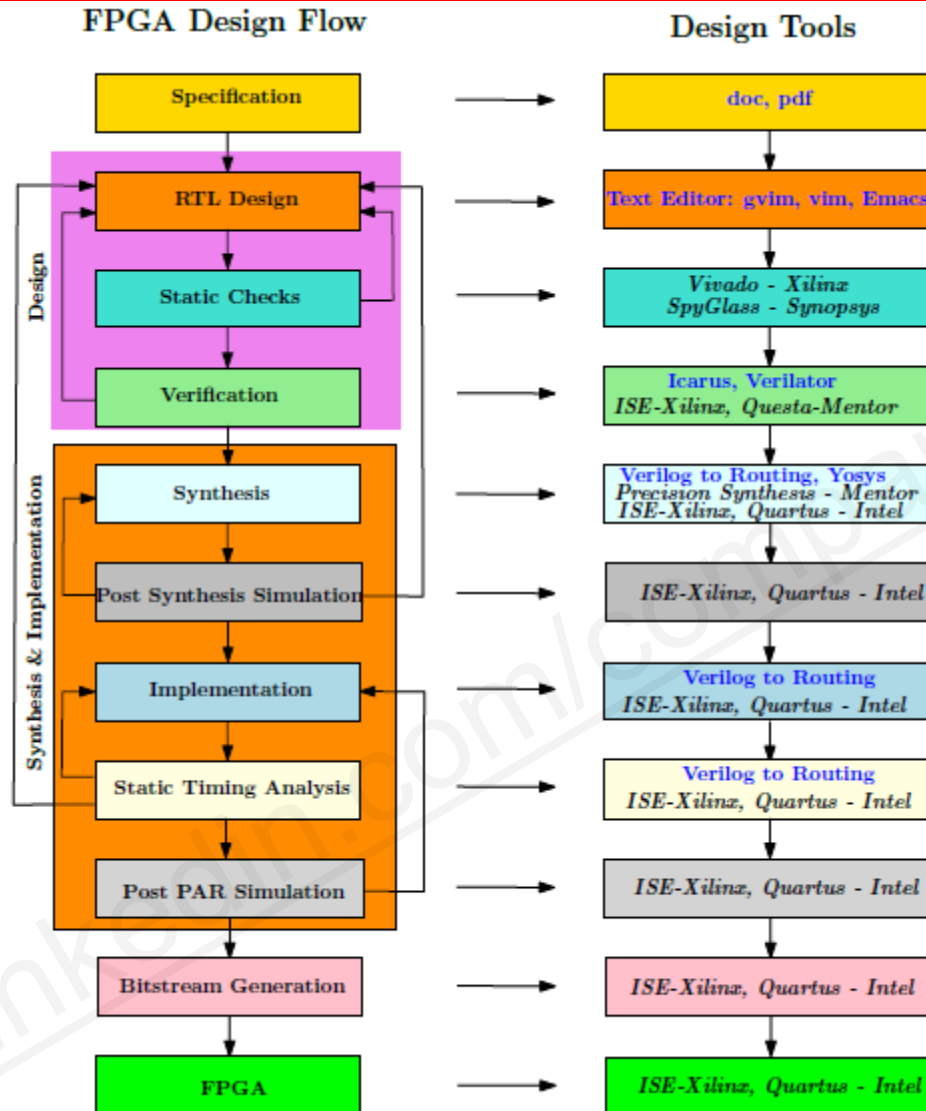 FPGA Design Flow
Design Tools
Specification
doc, pdf
RTL Design
Text Editor: gvim, vim, Emacs
Design
Static Checks
Vivado - Xilinx
SpyGlass - Synopsys
Verification
Icarus, Verilator
ISE-Xilinx, Questa-Mentor
Synthesis & Implementation
Synthesis
Verilog to Routing, Yosys
Precision Synthesis - Mentor
ISE-Xilinx, Quartus - Intel
Post Synthesis Simulation
ISE-Xilinx, Quartus - Intel
Implementation
Verilog to Routing
ISE-Xilinx, Quartus - Intel
Static Timing Analysis
Verilog to Routing
ISE-Xilinx, Quartus - Intel
Post PAR Simulation
ISE-Xilinx, Quartus - Intel
Bitstream Generation
ISE-Xilinx, Quartus - Intel
FPGA
ISE-Xilinx, Quartus - Intel
nkedin.com/compa